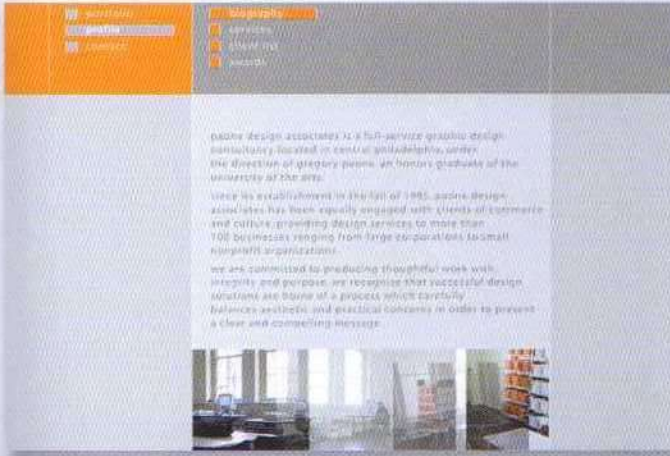 portfolio
profile
contact
biography
services
client list
awards
paone design associates is a full-service graphic design
consultancy located in central philadelphia, under
the direction of gregory paone, an honors graduate of the
university of the arts.
since its establishment in the fall of 1985, paone design
associates has been equally engaged with clients of commerce
and culture, providing design services to more than
100 businesses ranging from large corporations to small
nonprofit organizations.
we are committed to producing thoughtful work with
integrity and purpose. we recognize that successful design
solutions are borne of a process which carefully
balances aesthetic and practical concerns in order to present
a clear and compelling message.